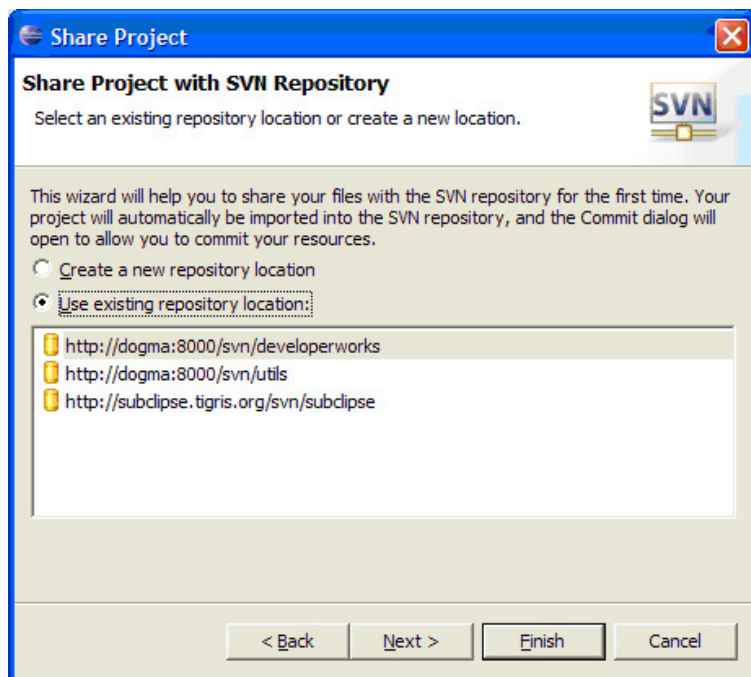 Share Project
Share Project with SVN Repository
Select an existing repository location or create a new location.
SVN
This wizard will help you to share your files with the SVN repository for the first time. Your
project will automatically be imported into the SVN repository, and the Commit dialog will
open to allow you to commit your resources.
Create a new repository location
Use existing repository location:
http://dogma:8000/svn/developerworks
http://dogma:8000/svn/utils
http://subclipse.tigris.org/svn/subclipse
< Back Next > Finish Cancel